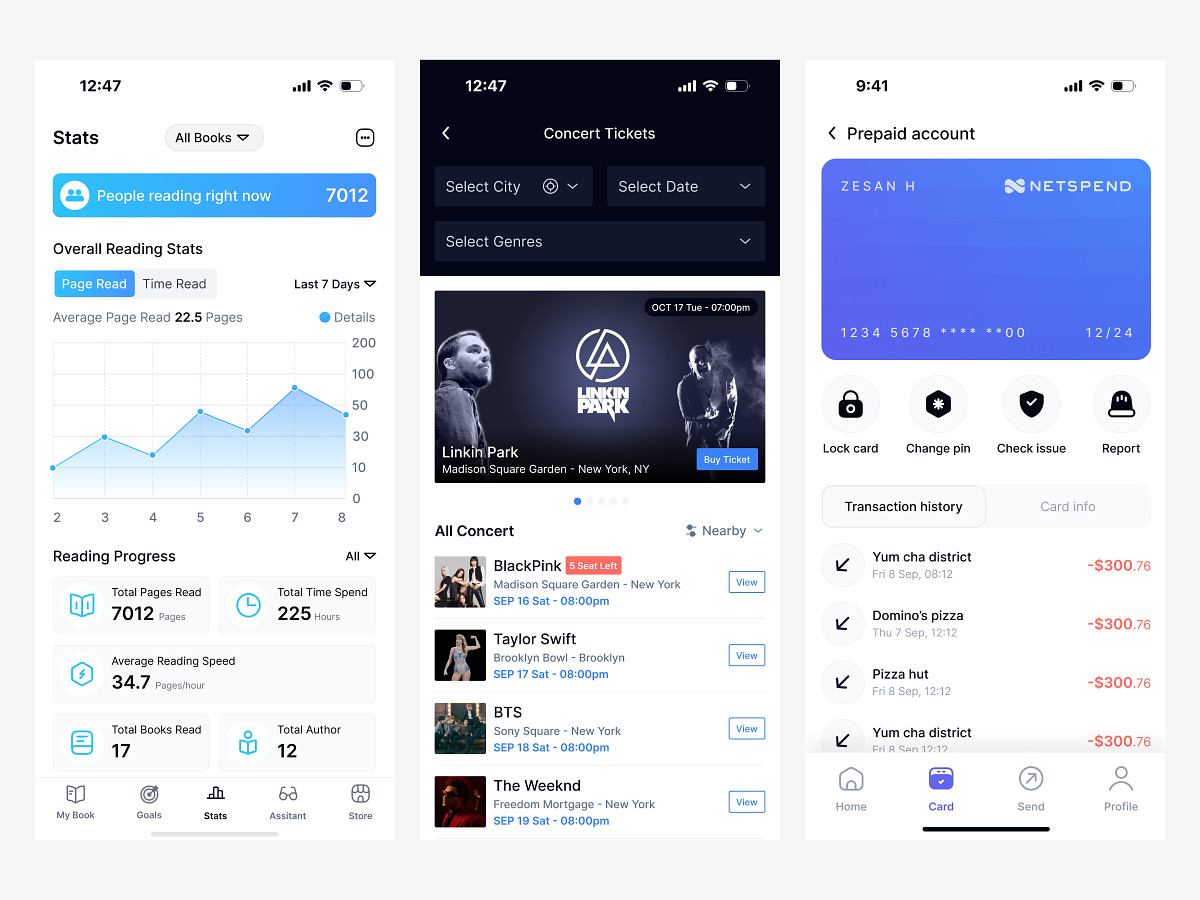 12:47
Stats
All Books
People reading right now 7012
Overall Reading Stats
Page Read Time Read Last 7 Days
Average Page Read 22.5 Pages Details
200
100
50
30
10
0
2 3 4 5 6 7 8
Reading Progress All
Total Pages Read
7012 Pages
Total Time Spend
225 Hours
Average Reading Speed
34.7 Pages/hour
Total Books Read
17
Total Author
12
My Book Goals Stats Assitant Store
12:47
Concert Tickets
Select City Select Date
Select Genres
OCT 17 Tue - 07:00pm
LINKIN
PARK
Linkin Park
Madison Square Garden - New York, NY
Buy Ticket
All Concert Nearby
BlackPink 5 Seat Left
Madison Square Garden - New York
SEP 16 Sat - 08:00pm
View
Taylor Swift
Brooklyn Bowl - Brooklyn
SEP 17 Sat - 08:00pm
View
BTS
Sony Square - New York
SEP 18 Sat - 08:00pm
View
The Weeknd
Freedom Mortgage - New York
SEP 19 Sat - 08:00pm
View
9:41
Prepaid account
ZESAN H NETSPEND
1234 5678 **** **00 12/24
Lock card Change pin Check issue Report
Transaction history Card info
Yum cha district
Fri 8 Sep, 08:12
-$300.76
Domino's pizza
Thu 7 Sep, 12:12
-$300.76
Pizza hut
Fri 8 Sep, 12:12
-$300.76
Yum cha district
Fri 8 Sep 12:12
-$300.76
Home Card Send Profile